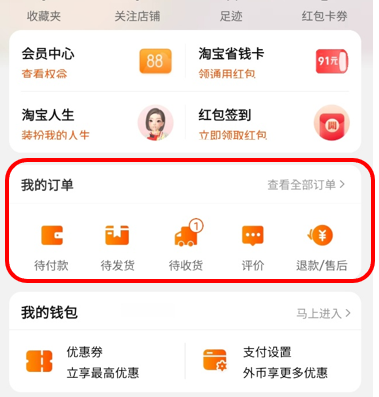 收藏夹 关注店铺 足迹 红包卡券
会员中心 淘宝省钱卡
查看权益 88 领通用红包 91元
淘宝人生 红包签到
装扮我的人生 立即领取红包
我的订单 查看全部订单 >
1
待付款 待发货 待收货 评价 退款/售后
我的钱包 马上进入 >
优惠券 支付设置
立享最高优惠 外币享更多优惠